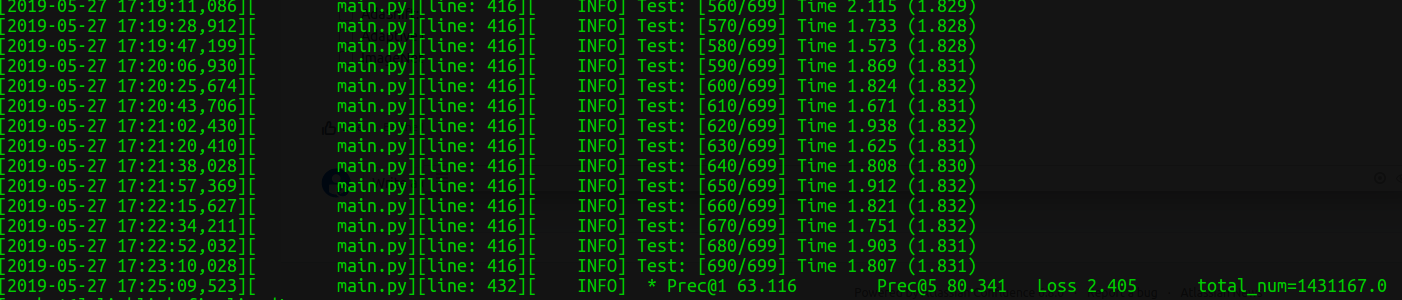 [2019-05-27 17:19:11,086][ main.py][line: 416][ INFO] Test: [560/699] Time 2.115 (1.829)
[2019-05-27 17:19:28,912][ main.py][line: 416][ INFO] Test: [570/699] Time 1.733 (1.828)
[2019-05-27 17:19:47,199][ main.py][line: 416][ INFO] Test: [580/699] Time 1.573 (1.828)
[2019-05-27 17:20:06,930][ main.py][line: 416][ INFO] Test: [590/699] Time 1.869 (1.831)
[2019-05-27 17:20:25,674][ main.py][line: 416][ INFO] Test: [600/699] Time 1.824 (1.832)
[2019-05-27 17:20:43,706][ main.py][line: 416][ INFO] Test: [610/699] Time 1.671 (1.831)
[2019-05-27 17:21:02,430][ main.py][line: 416][ INFO] Test: [620/699] Time 1.938 (1.832)
[2019-05-27 17:21:20,410][ main.py][line: 416][ INFO] Test: [630/699] Time 1.625 (1.831)
[2019-05-27 17:21:38,028][ main.py][line: 416][ INFO] Test: [640/699] Time 1.808 (1.830)
[2019-05-27 17:21:57,369][ main.py][line: 416][ INFO] Test: [650/699] Time 1.912 (1.832)
[2019-05-27 17:22:15,627][ main.py][line: 416][ INFO] Test: [660/699] Time 1.821 (1.832)
[2019-05-27 17:22:34,211][ main.py][line: 416][ INFO] Test: [670/699] Time 1.751 (1.832)
[2019-05-27 17:22:52,032][ main.py][line: 416][ INFO] Test: [680/699] Time 1.903 (1.831)
[2019-05-27 17:23:10,028][ main.py][line: 416][ INFO] Test: [690/699] Time 1.807 (1.831)
[2019-05-27 17:25:09,523][ main.py][line: 432][ INFO] * Prec@1 63.116 Prec@5 80.341 Loss 2.405 total_num=1431167.0